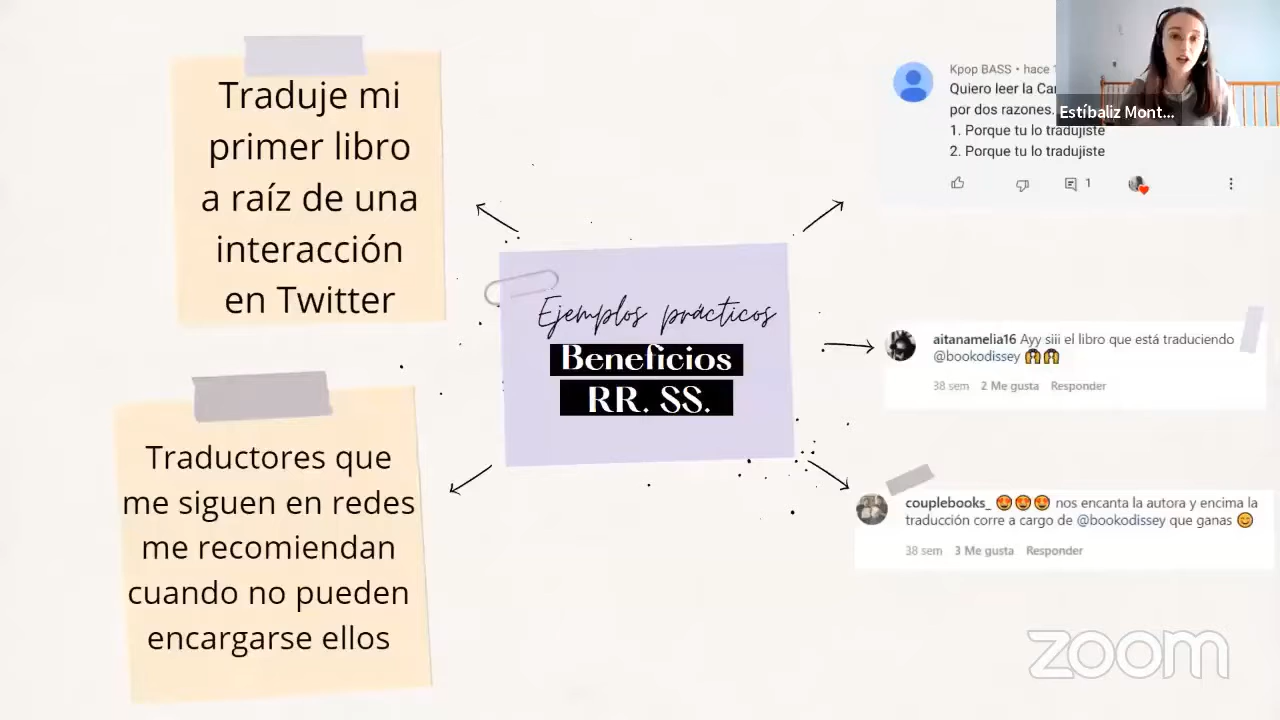 Traduje mi
primer libro
a raíz de una
interacción
en Twitter
Traductores que
me siguen en redes
me recomiendan
cuando no pueden
encargarse ellos
Ejemplos prácticos
Beneficios
RR. SS.
Kpop BASS • hace
Quiero leer la
por dos razones.
1. Porque tu lo tradujiste
2. Porque tu lo tradujiste
1
Estíbaliz Mont...
aitanamelia16 Ayy siii el libro que está traduciendo
@bookodissey
38 sem 2 Me gusta Responder
couplebooks_ 😍😍😍 nos encanta la autora y encima la
traducción corre a cargo de @bookodissey que ganas 😊
38 sem 3 Me gusta Responder
zoom